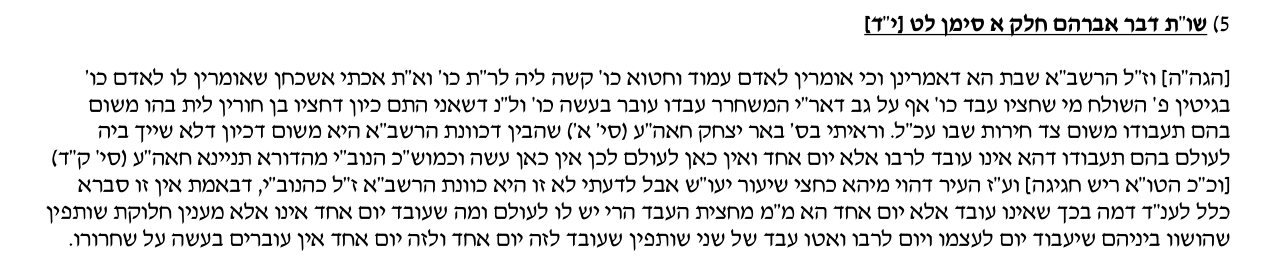 5) שו"ת דבר אברהם חלק א סימן לט [י"ד]
[הגה"ה] וז"ל הרשב"א שבת הא דאמרינן וכי אומרין לאדם עמוד וחטוא כו' קשה ליה לר"ת כו' וא"ת אכתי אשכחן שאומרין לו לאדם כו'
בגיטין פ' השולח מי שחציו עבד כו' אף על גב דאר"י המשחרר עבדו עובר בעשה כו' ול"נ דשאני התם כיון דחציו בן חורין לית בהו משום
בהם תעבודו משום צד חירות שבו עכ"ל. וראיתי בס' באר יצחק חאה"ע (סי' א') שהבין דכוונת הרשב"א היא משום דכיון דלא שייך ביה
לעולם בהם תעבודו דהא אינו עובד לרבו אלא יום אחד ואין כאן לעולם לכן אין כאן עשה וכמוש"כ הנוב"י מהדורא תניינא חאה"ע (סי' ק"ד)
[וכ"כ הטו"א ריש חגיגה] וע"ז העיר דהוי מיהא כחצי שיעור יעו"ש אבל לדעתי לא זו היא כוונת הרשב"א ז"ל כהנוב"י, דבאמת אין זו סברא
כלל לענ"ד דמה בכך שאינו עובד אלא יום אחד הא מ"מ מחצית העבד הרי יש לו לעולם ומה שעובד יום אחד אינו אלא מענין חלוקת שותפין
שהושוו ביניהם שיעבוד יום לעצמו ויום לרבו ואטו עבד של שני שותפין שעובד לזה יום אחד ולזה יום אחד אין עוברים בעשה על שחרורו.